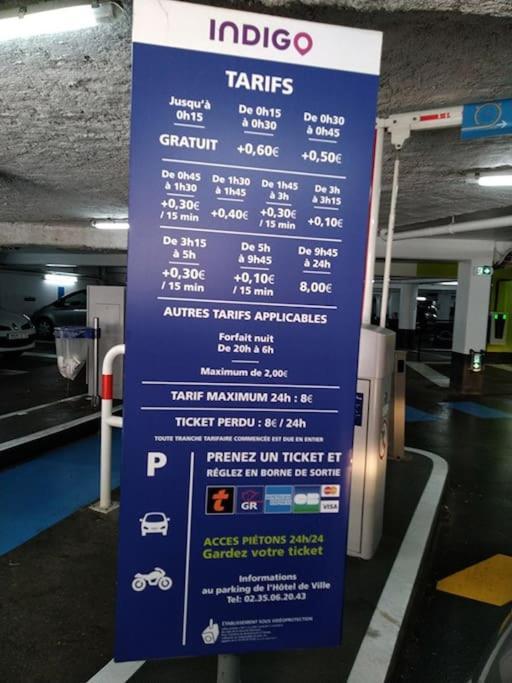 INDIGO
TARIFS
Jusqu'à
0h15
GRATUIT
De 0h15
à 0h30
+0,60€
De 0h30
à 0h45
+0,50€
De 0h45
à 1h30
+0,30€
/ 15 min
De 1h30
à 1h45
+0,40€
De 1h45
à 3h
+0,30€
/ 15 min
De 3h
à 3h15
+0,10€
De 3h15
à 5h
+0,30€
/ 15 min
De 5h
à 9h45
+0,10€
/ 15 min
De 9h45
à 24h
8,00€
AUTRES TARIFS APPLICABLES
Forfait nuit
De 20h à 6h
Maximum de 2,00€
TARIF MAXIMUM 24h : 8€
TICKET PERDU : 8€ / 24h
TOUTE TRANCHE TARIFAIRE COMMENCÉE EST DUE EN ENTIER
P
PRENEZ UN TICKET ET
RÉGLEZ EN BORNE DE SORTIE
t GR CB VISA
ACCES PIÉTONS 24h/24
Gardez votre ticket
Informations
au parking de l'Hôtel de Ville
Tel: 02.35.06.20.43
ÉTABLISSEMENT SOUS VIDÉOPROTECTION